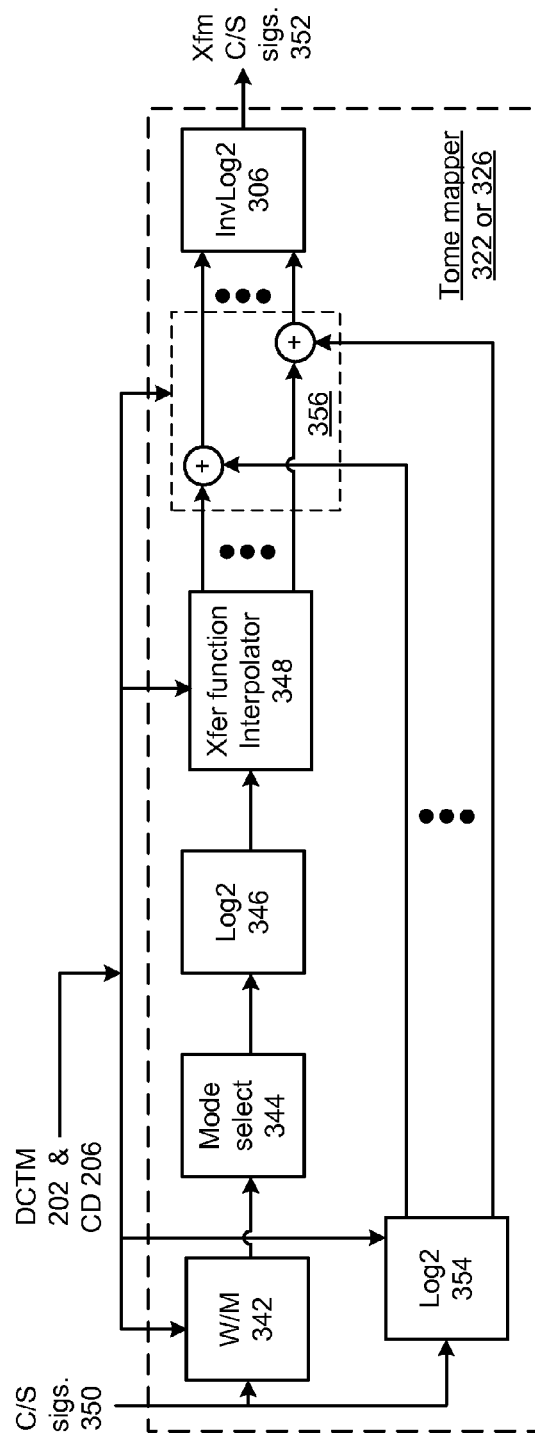 C/S
sigs.
350
DCTM
202 &
CD 206
W/M
342
Mode
select
344
Log2
346
Xfer function
Interpolator
348
+
+
356
InvLog2
306
Xfm
C/S
sigs.
352
Log2
354
Tome mapper
322 or 326